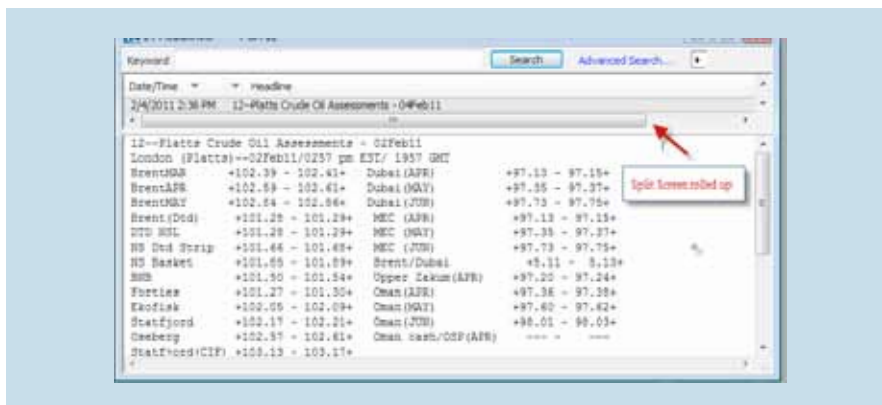 Keyword Search Advanced Search...
Date/Time Headline
2/4/2011 2:36 PM 12--Platts Crude Oil Assessments - 04Feb11
12--Platts Crude Oil Assessments - 02Feb11
London (Platts)--02Feb11/0257 pm EST/ 1957 GMT
BrentMAR +102.39 - 102.41+ Dubai(APR) +97.13 - 97.15+
BrentAPR +102.59 - 102.61+ Dubai(MAY) +97.35 - 97.37+
BrentMAY +102.84 - 102.86+ Dubai(JUN) +97.73 - 97.75+
Brent(Dtd) +101.28 - 101.29+ MEC (APR) +97.13 - 97.15+
DTD NSL +101.28 - 101.29+ MEC (MAY) +97.35 - 97.37+
NS Dtd Strip +101.66 - 101.68+ MEC (JUN) +97.73 - 97.75+
NS Basket +101.85 - 101.89+ Brent/Dubai +5.11 - 5.13+
BNB +101.50 - 101.54+ Upper Zakum(APR) +97.20 - 97.24+
Forties +101.27 - 101.30+ Oman(APR) +97.36 - 97.38+
Ekofisk +102.05 - 102.09+ Oman(MAY) +97.60 - 97.62+
Statfjord +102.17 - 102.21+ Oman(JUN) +98.01 - 98.03+
Oseberg +102.57 - 102.61+ Oman cash/OSP(APR) --- - ---
Statfjord(CIF) +103.13 - 103.17+
Split Screen rolled up